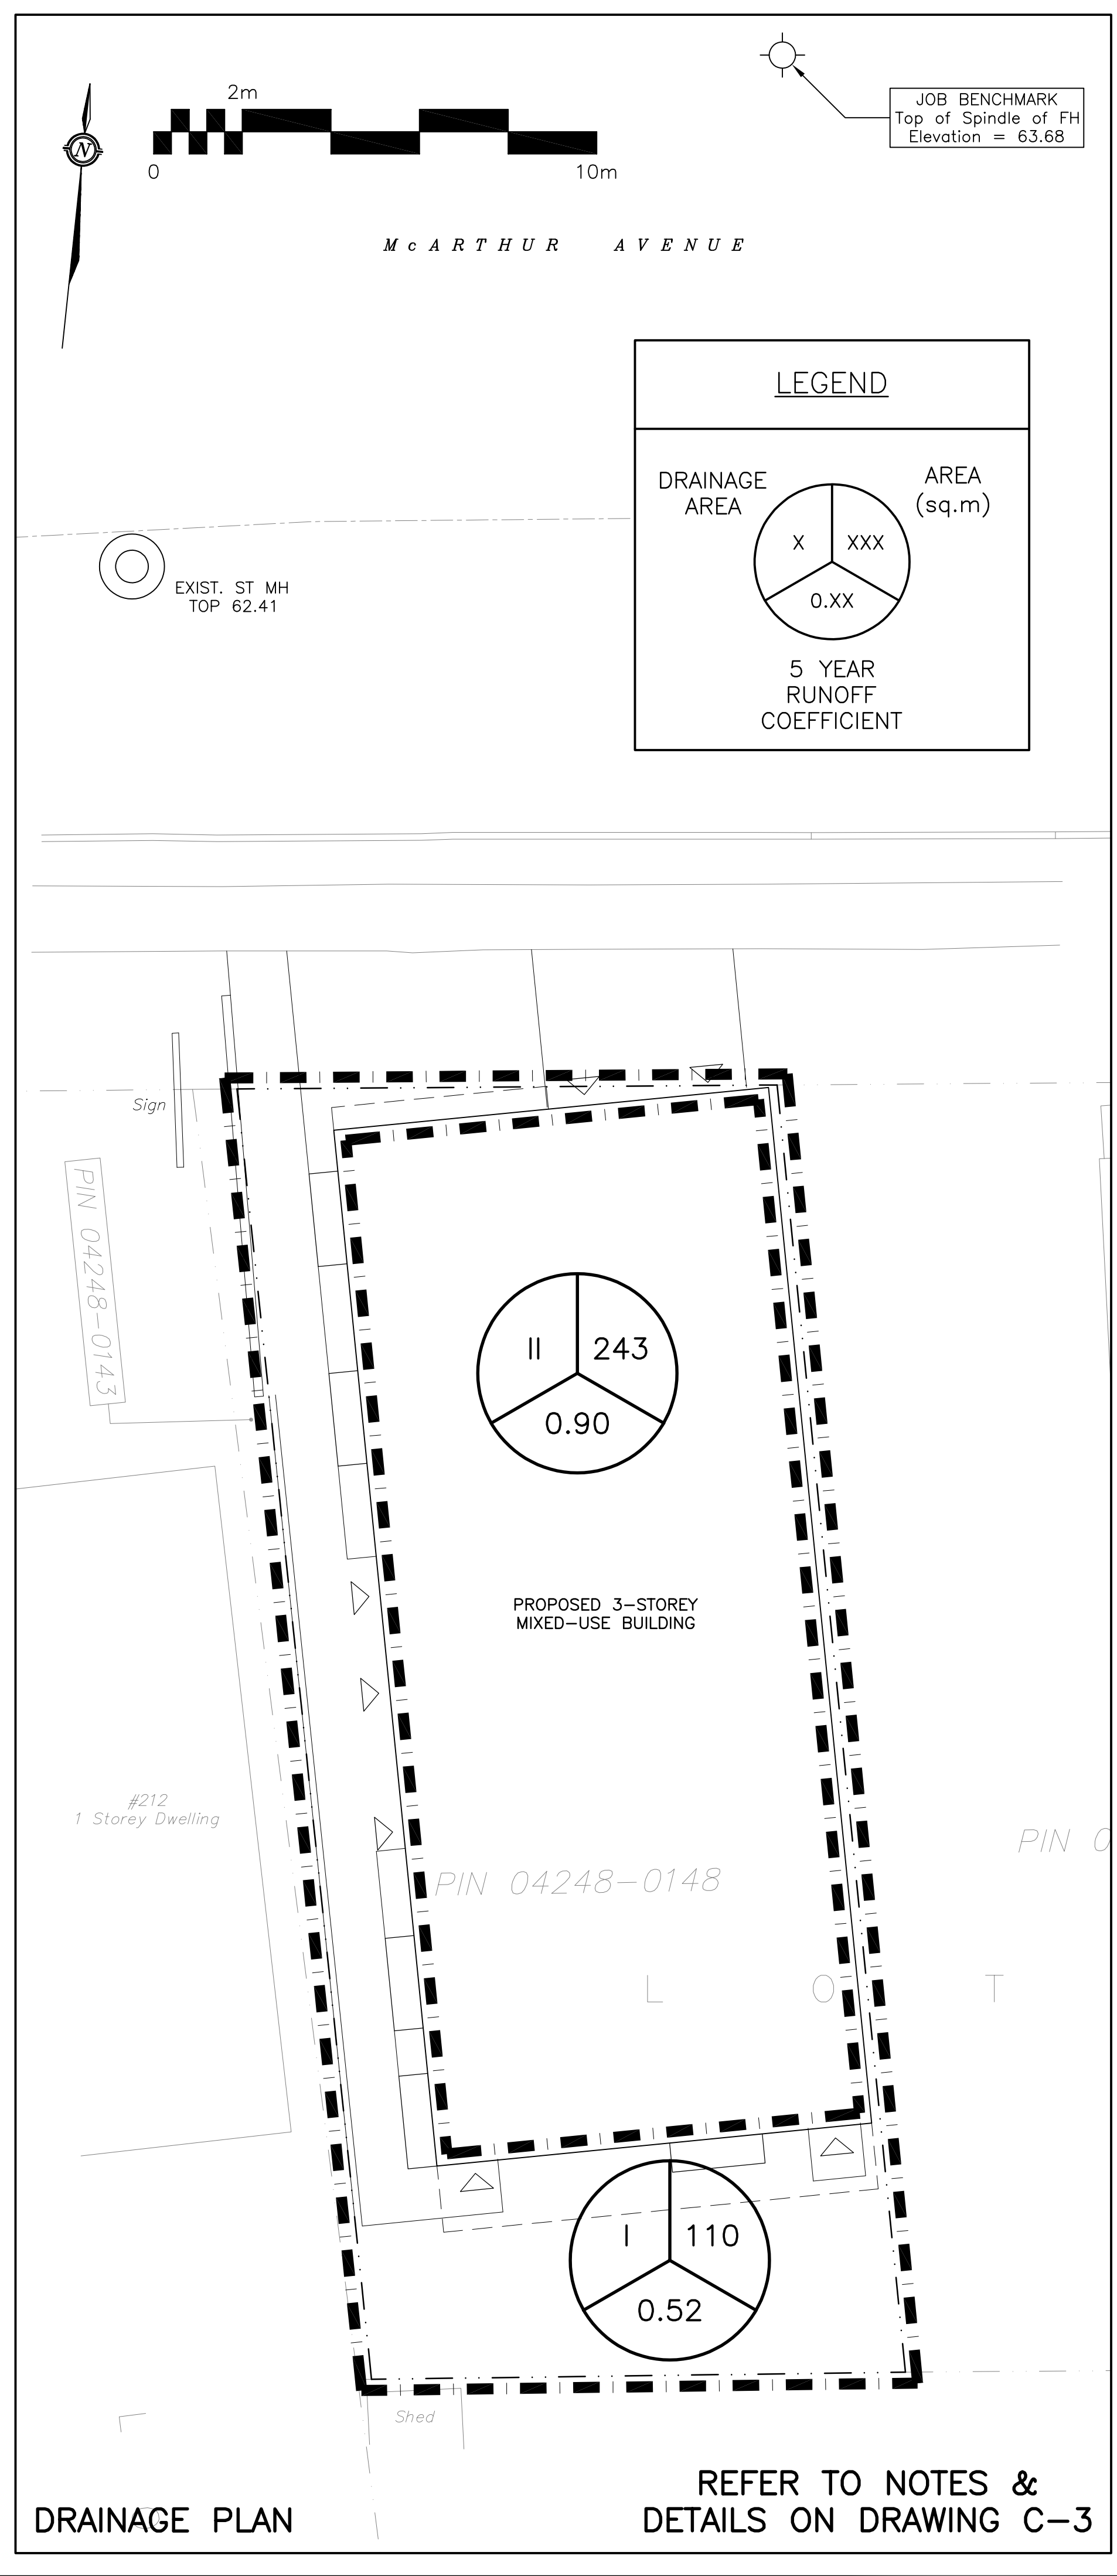 2m
0
10m
N
JOB BENCHMARK
Top of Spindle of FH
Elevation = 63.68
McARTHUR AVENUE
LEGEND
DRAINAGE
AREA
AREA
(sq.m)
X
XXX
0.XX
5 YEAR
RUNOFF
COEFFICIENT
EXIST. ST MH
TOP 62.41
Sign
PIN 04248-0143
II
243
0.90
PROPOSED 3-STOREY
MIXED-USE BUILDING
#212
1 Storey Dwelling
PIN 04248-0148
PIN 0
L O T
I
110
0.52
Shed
REFER TO NOTES &
DETAILS ON DRAWING C-3
DRAINAGE PLAN